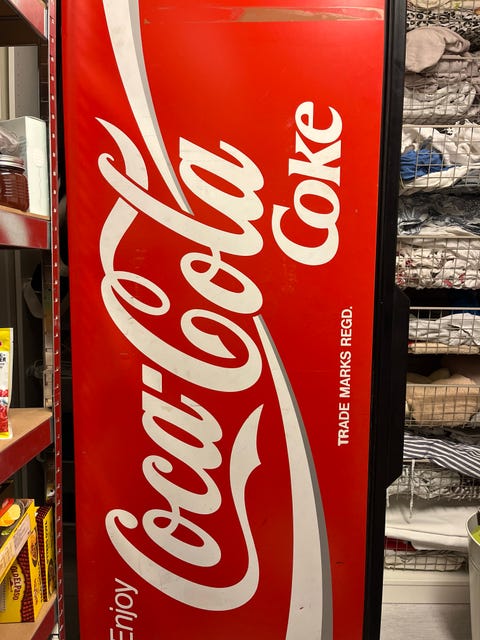 Enjoy
Coca-Cola
Coke
TRADE MARKS REGD.